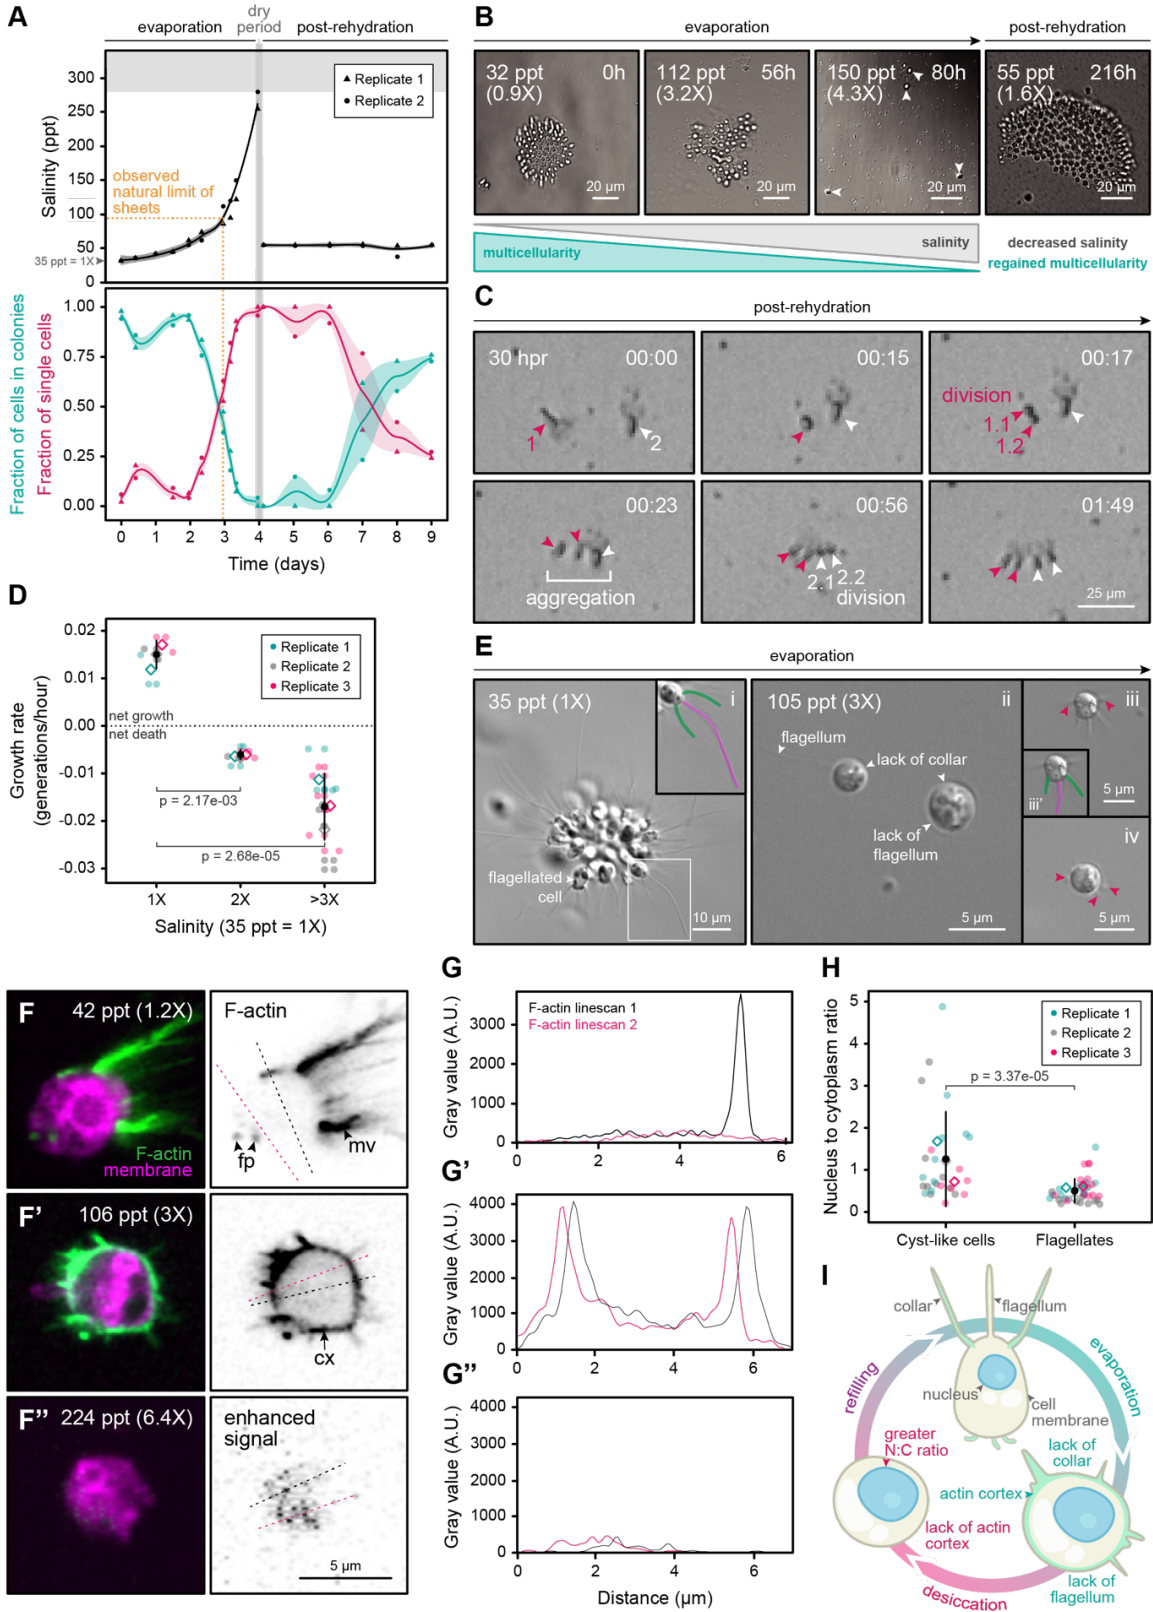 A
evaporation
dry
period
post-rehydration
Salinity (ppt)
300
250
200
150
100
50
0
35 ppt = 1X
observed
natural limit of
sheets
Replicate 1
Replicate 2
Fraction of cells in colonies
Fraction of single cells
1.00
0.75
0.50
0.25
0.00
0 1 2 3 4 5 6 7 8 9
Time (days)
B
evaporation
post-rehydration
32 ppt
(0.9X)
0h
20 µm
112 ppt
(3.2X)
56h
20 µm
150 ppt
(4.3X)
80h
20 µm
55 ppt
(1.6X)
216h
20 µm
multicellularity
salinity
decreased salinity
regained multicellularity
C
post-rehydration
30 hpr
00:00
1
2
00:15
00:17
division
1.1
1.2
00:23
aggregation
00:56
2.1 2.2
division
01:49
25 µm
D
Growth rate
(generations/hour)
0.02
0.01
0.00
-0.01
-0.02
-0.03
net growth
net death
Replicate 1
Replicate 2
Replicate 3
p = 2.17e-03
p = 2.68e-05
1X 2X >3X
Salinity (35 ppt = 1X)
E
evaporation
35 ppt (1X)
i
flagellated
cell
10 µm
105 ppt (3X)
ii
flagellum
lack of collar
lack of
flagellum
5 µm
iii
iii'
5 µm
iv
5 µm
F
42 ppt (1.2X)
F-actin
membrane
F-actin
fp
mv
F'
106 ppt (3X)
cx
F''
224 ppt (6.4X)
enhanced
signal
5 µm
G
F-actin linescan 1
F-actin linescan 2
Gray value (A.U.)
3000
2000
1000
0
0 2 4 6
G'
Gray value (A.U.)
4000
3000
2000
1000
0
0 2 4 6
G''
Gray value (A.U.)
4000
3000
2000
1000
0
0 2 4 6
Distance (µm)
H
Nucleus to cytoplasm ratio
5
4
3
2
1
0
Replicate 1
Replicate 2
Replicate 3
p = 3.37e-05
Cyst-like cells
Flagellates
I
collar
flagellum
nucleus
cell
membrane
evaporation
lack of
collar
actin cortex
lack of
flagellum
desiccation
lack of actin
cortex
greater
N:C ratio
refilling